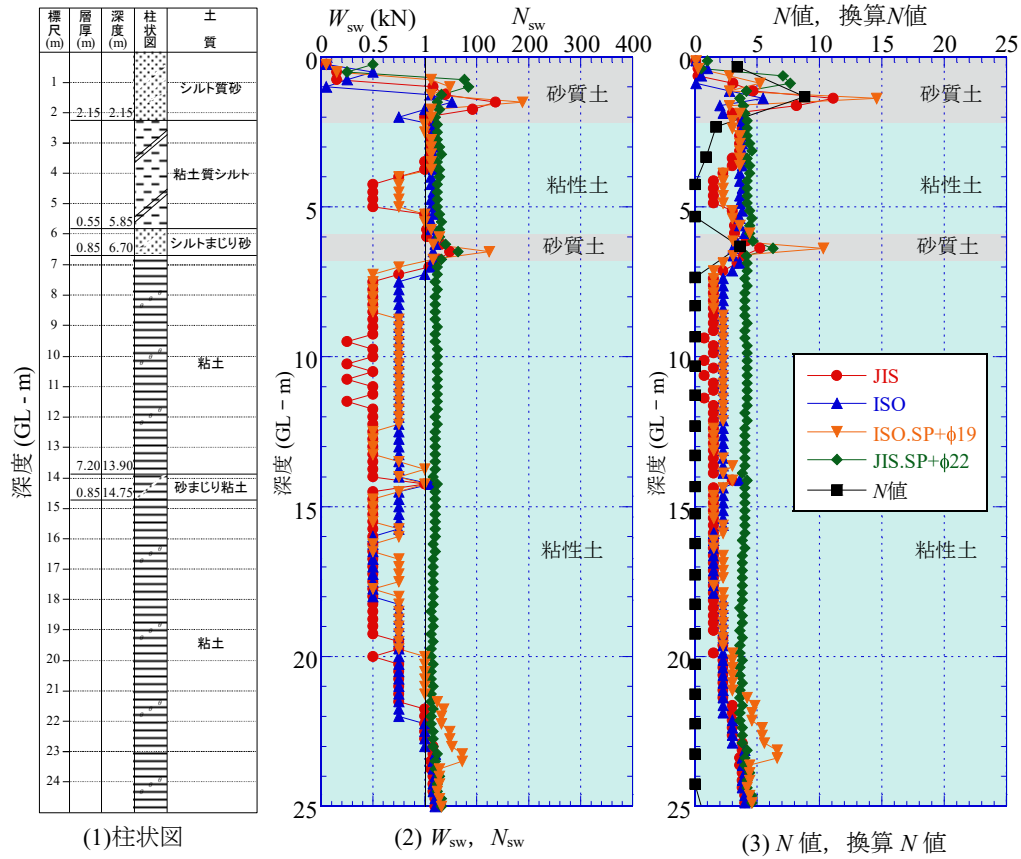 標尺(m) 層厚(m) 深度(m) 柱状図 土質
シルト質砂
粘土質シルト
シルトまじり砂
粘土
砂まじり粘土
粘土
1
2
3
4
5
6
7
8
9
10
11
12
13
14
15
16
17
18
19
20
21
22
23
24
2.15 2.15
0.55 5.85
0.85 6.70
7.20 13.90
0.85 14.75
深度 (GL - m)
(1)柱状図
Wsw (kN) Nsw
0 0.5 1 100 200 300 400
0
5
10
15
20
25
深度 (GL－m)
砂質土
粘性土
砂質土
粘性土
(2) Wsw, Nsw
N値, 換算N値
0 5 10 15 20 25
0
5
10
15
20
25
深度 (GL－m)
砂質土
粘性土
砂質土
JIS
ISO
ISO.SP+ϕ19
JIS.SP+ϕ22
N値
粘性土
(3) N 値, 換算 N 値